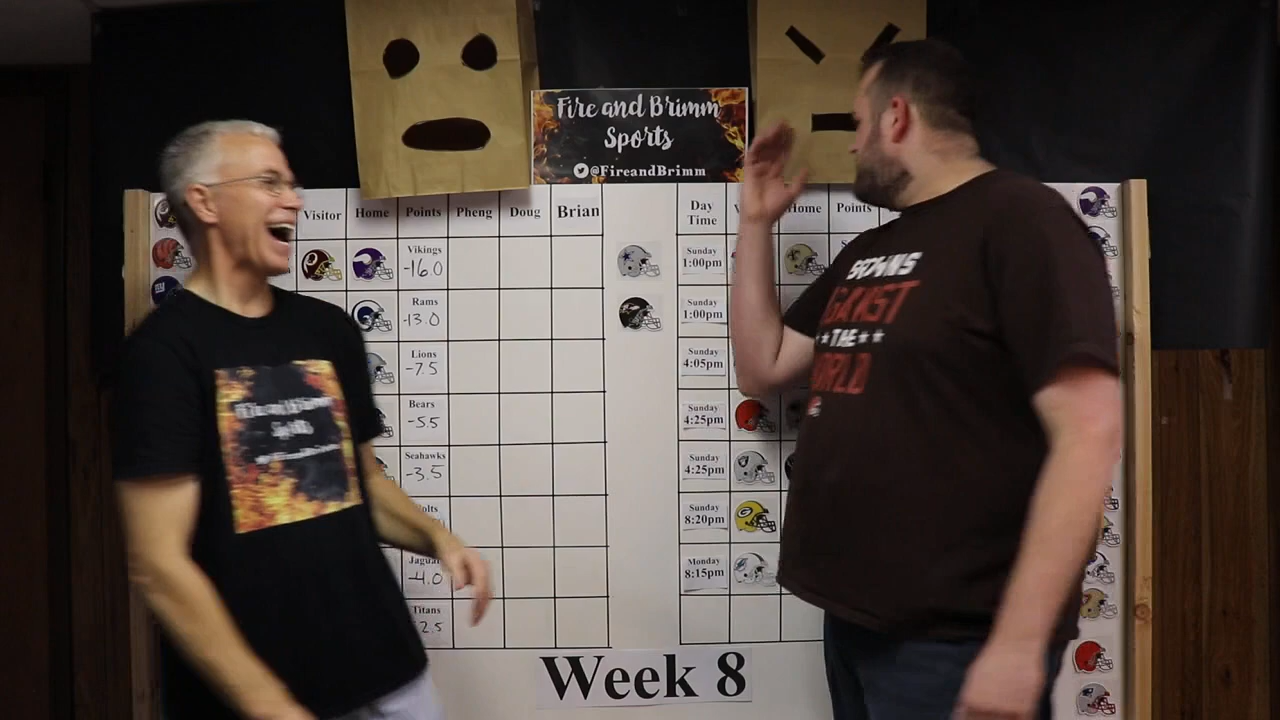 Fire and Brimm
Sports
@FireandBrimm
Visitor Home Points Pheng Doug Brian
Vikings
-16.0
Rams
-13.0
Lions
-7.5
Bears
-5.5
Seahawks
-3.5
-4.0
Titans
2.5
Day
Time
Home Points
Sunday
1:00pm
Sunday
1:00pm
Sunday
4:05pm
Sunday
4:25pm
Sunday
4:25pm
Sunday
8:20pm
Monday
8:15pm
Week 8
BROWNS
AGAINST
THE
WORLD